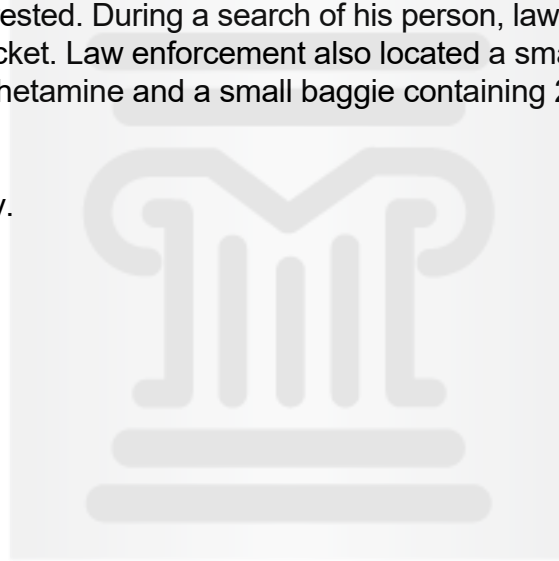 ested. During a search of his person, law
cket. Law enforcement also located a sma
hetamine and a small baggie containing 2
y.